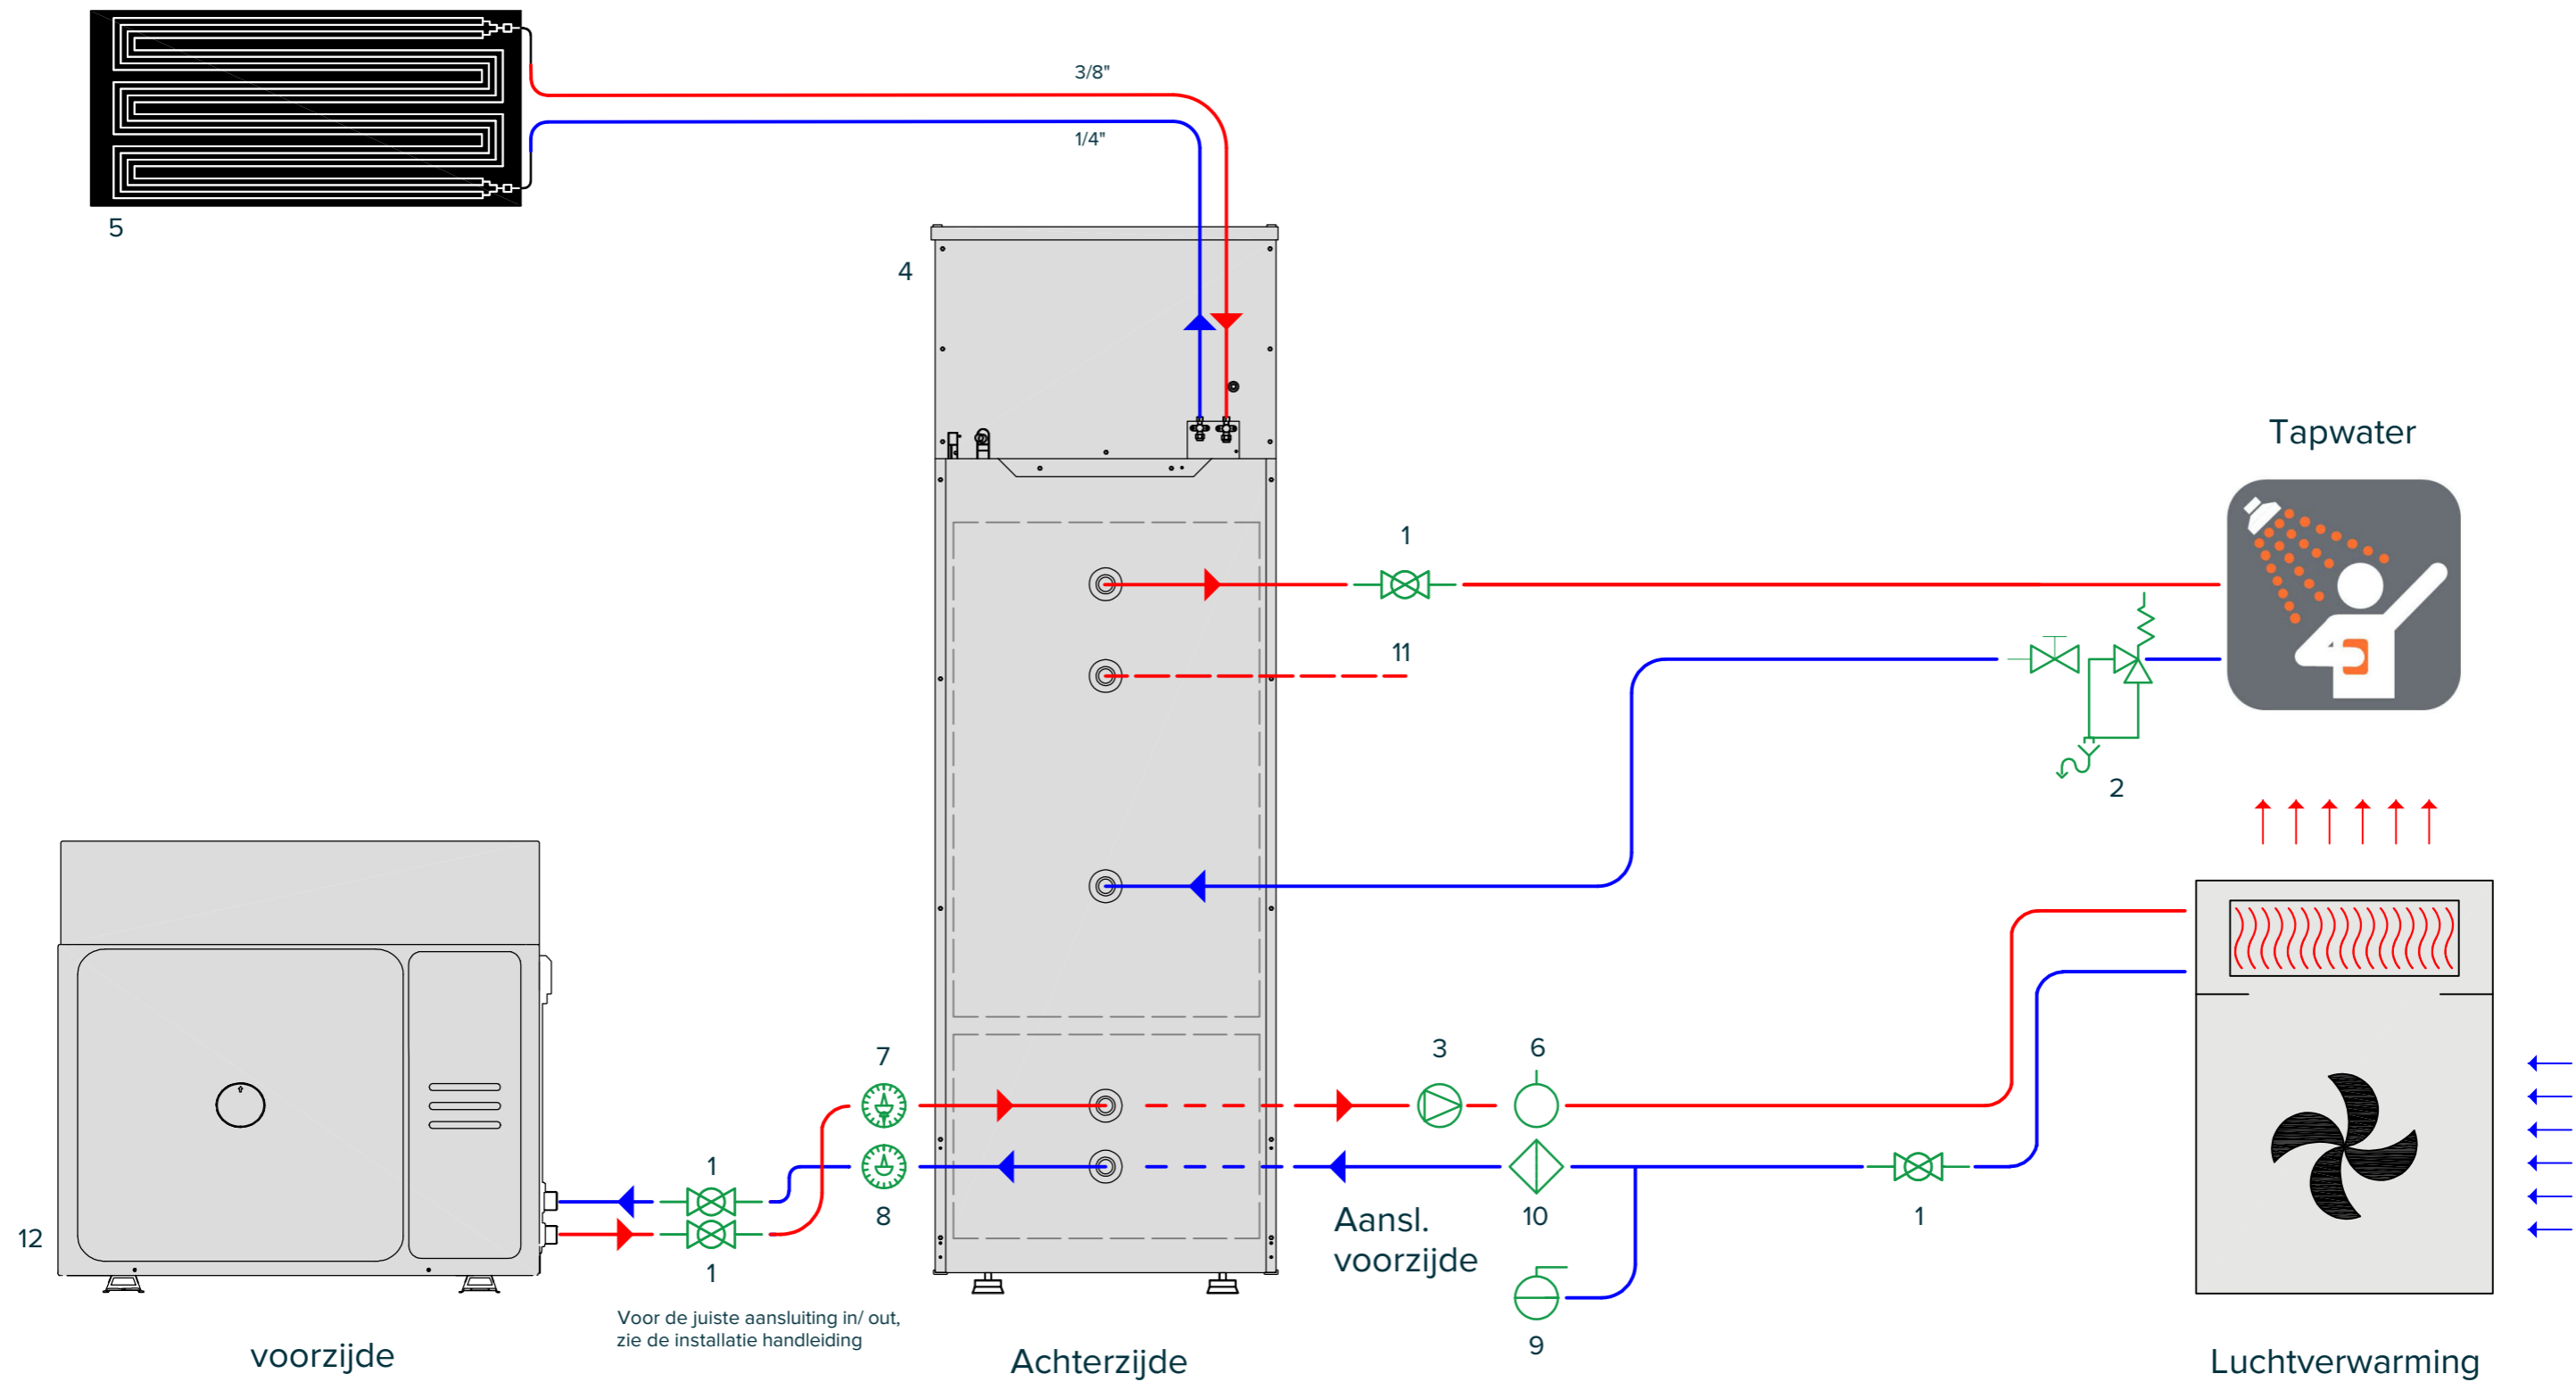 3/8"
1/4"
5
4
Tapwater
1
11
2
7
3
6
1
8
10
1
12
1
Aansl.
voorzijde
9
Voor de juiste aansluiting in/ out,
zie de installatie handleiding
voorzijde
Achterzijde
Luchtverwarming